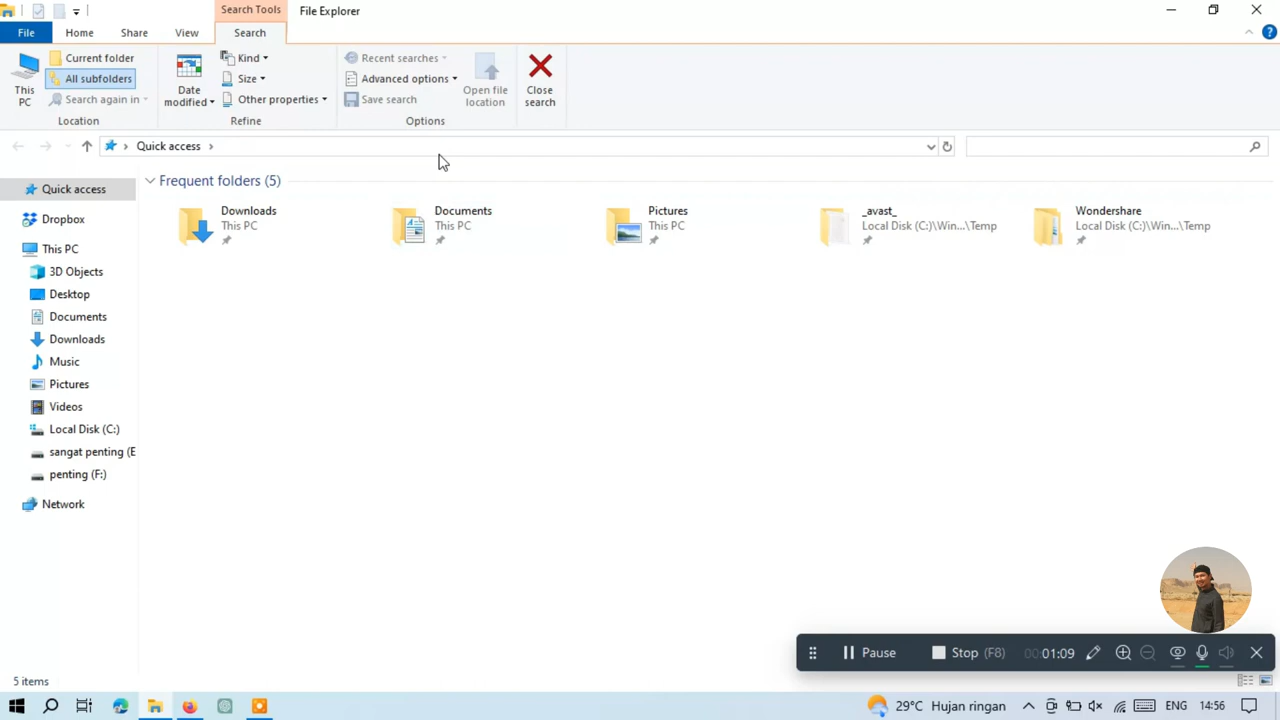 Search Tools
File Explorer
File
Home
Share
View
Search
This
PC
Current folder
All subfolders
Search again in
Location
Date
modified
Kind
Size
Other properties
Refine
Recent searches
Advanced options
Save search
Options
Open file
location
Close
search
Quick access
Quick access
Dropbox
This PC
3D Objects
Desktop
Documents
Downloads
Music
Pictures
Videos
Local Disk (C:)
sangat penting (E
penting (F:)
Network
Frequent folders (5)
Downloads
This PC
Documents
This PC
Pictures
This PC
_avast_
Local Disk (C:)\Win...\Temp
Wondershare
Local Disk (C:)\Win...\Temp
Pause
Stop (F8)
00:01:09
5 items
29°C Hujan ringan
ENG
14:56